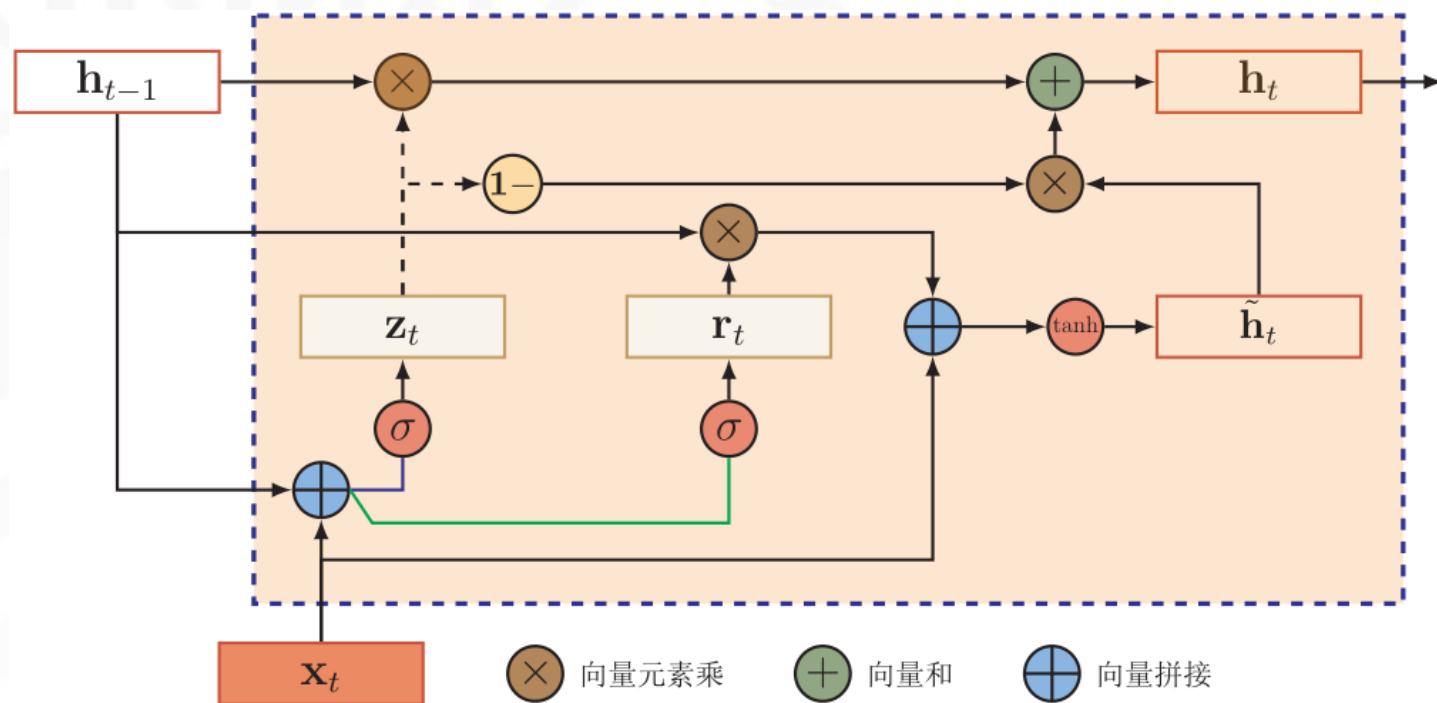 h_{t−1}
×
+
h_t
1−
×
×
z_t
r_t
tanh
h̃_t
σ
σ
x_t
× 向量元素乘 + 向量和 向量拼接